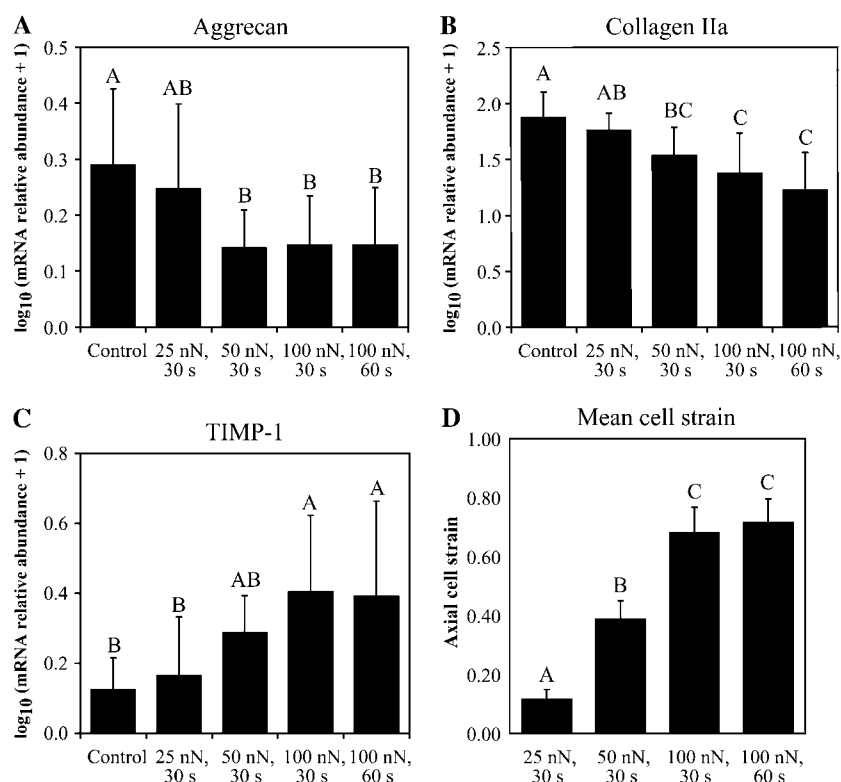 A
Aggrecan
log10 (mRNA relative abundance + 1)
0.5
0.4
0.3
0.2
0.1
0.0
A
AB
B
B
B
Control
25 nN, 30 s
50 nN, 30 s
100 nN, 30 s
100 nN, 60 s
B
Collagen IIa
log10 (mRNA relative abundance + 1)
2.5
2.0
1.5
1.0
0.5
0.0
A
AB
BC
C
C
Control
25 nN, 30 s
50 nN, 30 s
100 nN, 30 s
100 nN, 60 s
C
TIMP-1
log10 (mRNA relative abundance + 1)
0.8
0.6
0.4
0.2
0.0
B
B
AB
A
A
Control
25 nN, 30 s
50 nN, 30 s
100 nN, 30 s
100 nN, 60 s
D
Mean cell strain
Axial cell strain
1.00
0.80
0.60
0.40
0.20
0.00
A
B
C
C
25 nN, 30 s
50 nN, 30 s
100 nN, 30 s
100 nN, 60 s